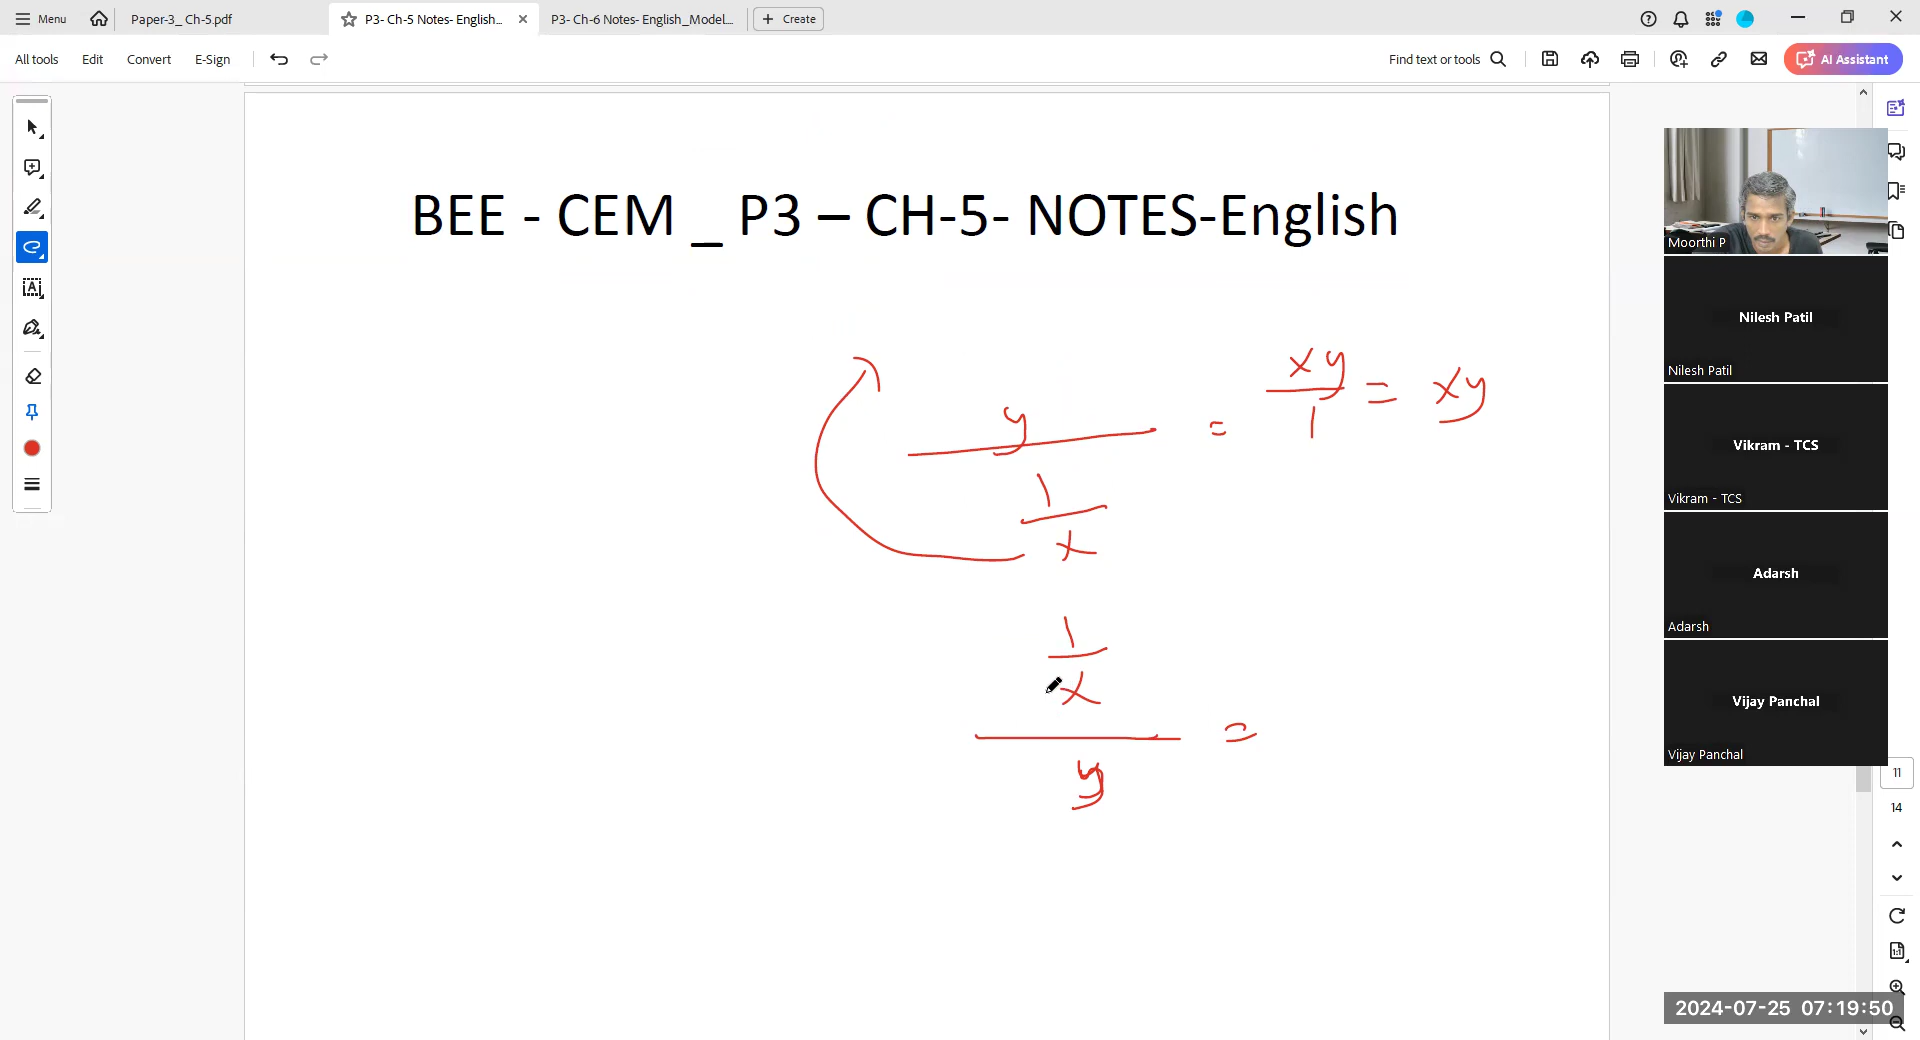 Menu
Paper-3_ Ch-5.pdf
P3- Ch-5 Notes- English...
P3- Ch-6 Notes- English_Model...
+ Create
All tools
Edit
Convert
E-Sign
Find text or tools
AI Assistant
BEE - CEM _ P3 – CH-5- NOTES-English
y
1
x
=
xy
1
=
xy
1
x
y
=
Moorthi P
Nilesh Patil
Nilesh Patil
Vikram - TCS
Vikram - TCS
Adarsh
Adarsh
Vijay Panchal
Vijay Panchal
11
14
2024-07-25 07:19:50